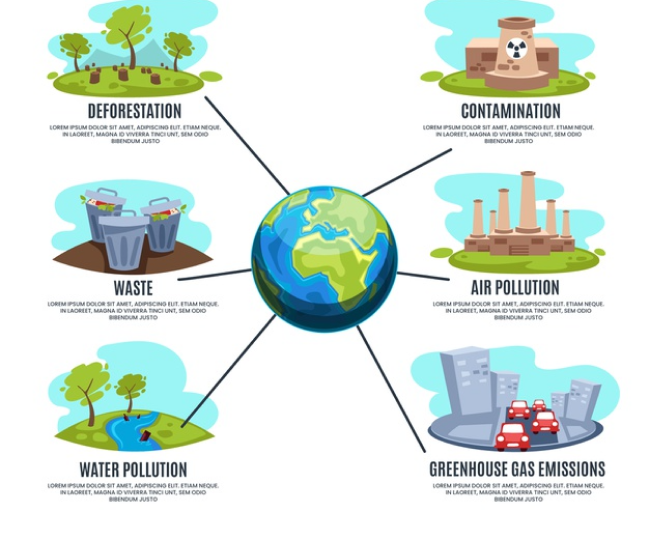 DEFORESTATION
LOREM IPSUM DOLOR SIT AMET, ADIPISCING ELIT. ETIAM NEQUE.
IN LAOREET, MAGNA ID VIVERRA TINCI UNT, SEM ODIO
BIBENDUM JUSTO
CONTAMINATION
LOREM IPSUM DOLOR SIT AMET, ADIPISCING ELIT. ETIAM NEQUE.
IN LAOREET, MAGNA ID VIVERRA TINCI UNT, SEM ODIO
BIBENDUM JUSTO
WASTE
LOREM IPSUM DOLOR SIT AMET, ADIPISCING ELIT. ETIAM NEQUE.
IN LAOREET, MAGNA ID VIVERRA TINCI UNT, SEM ODIO
BIBENDUM JUSTO
AIR POLLUTION
LOREM IPSUM DOLOR SIT AMET, ADIPISCING ELIT. ETIAM NEQUE.
IN LAOREET, MAGNA ID VIVERRA TINCI UNT, SEM ODIO
BIBENDUM JUSTO
WATER POLLUTION
LOREM IPSUM DOLOR SIT AMET, ADIPISCING ELIT. ETIAM NEQUE.
IN LAOREET, MAGNA ID VIVERRA TINCI UNT, SEM ODIO
BIBENDUM JUSTO
GREENHOUSE GAS EMISSIONS
LOREM IPSUM DOLOR SIT AMET, ADIPISCING ELIT. ETIAM NEQUE.
IN LAOREET, MAGNA ID VIVERRA TINCI UNT, SEM ODIO
BIBENDUM JUSTO